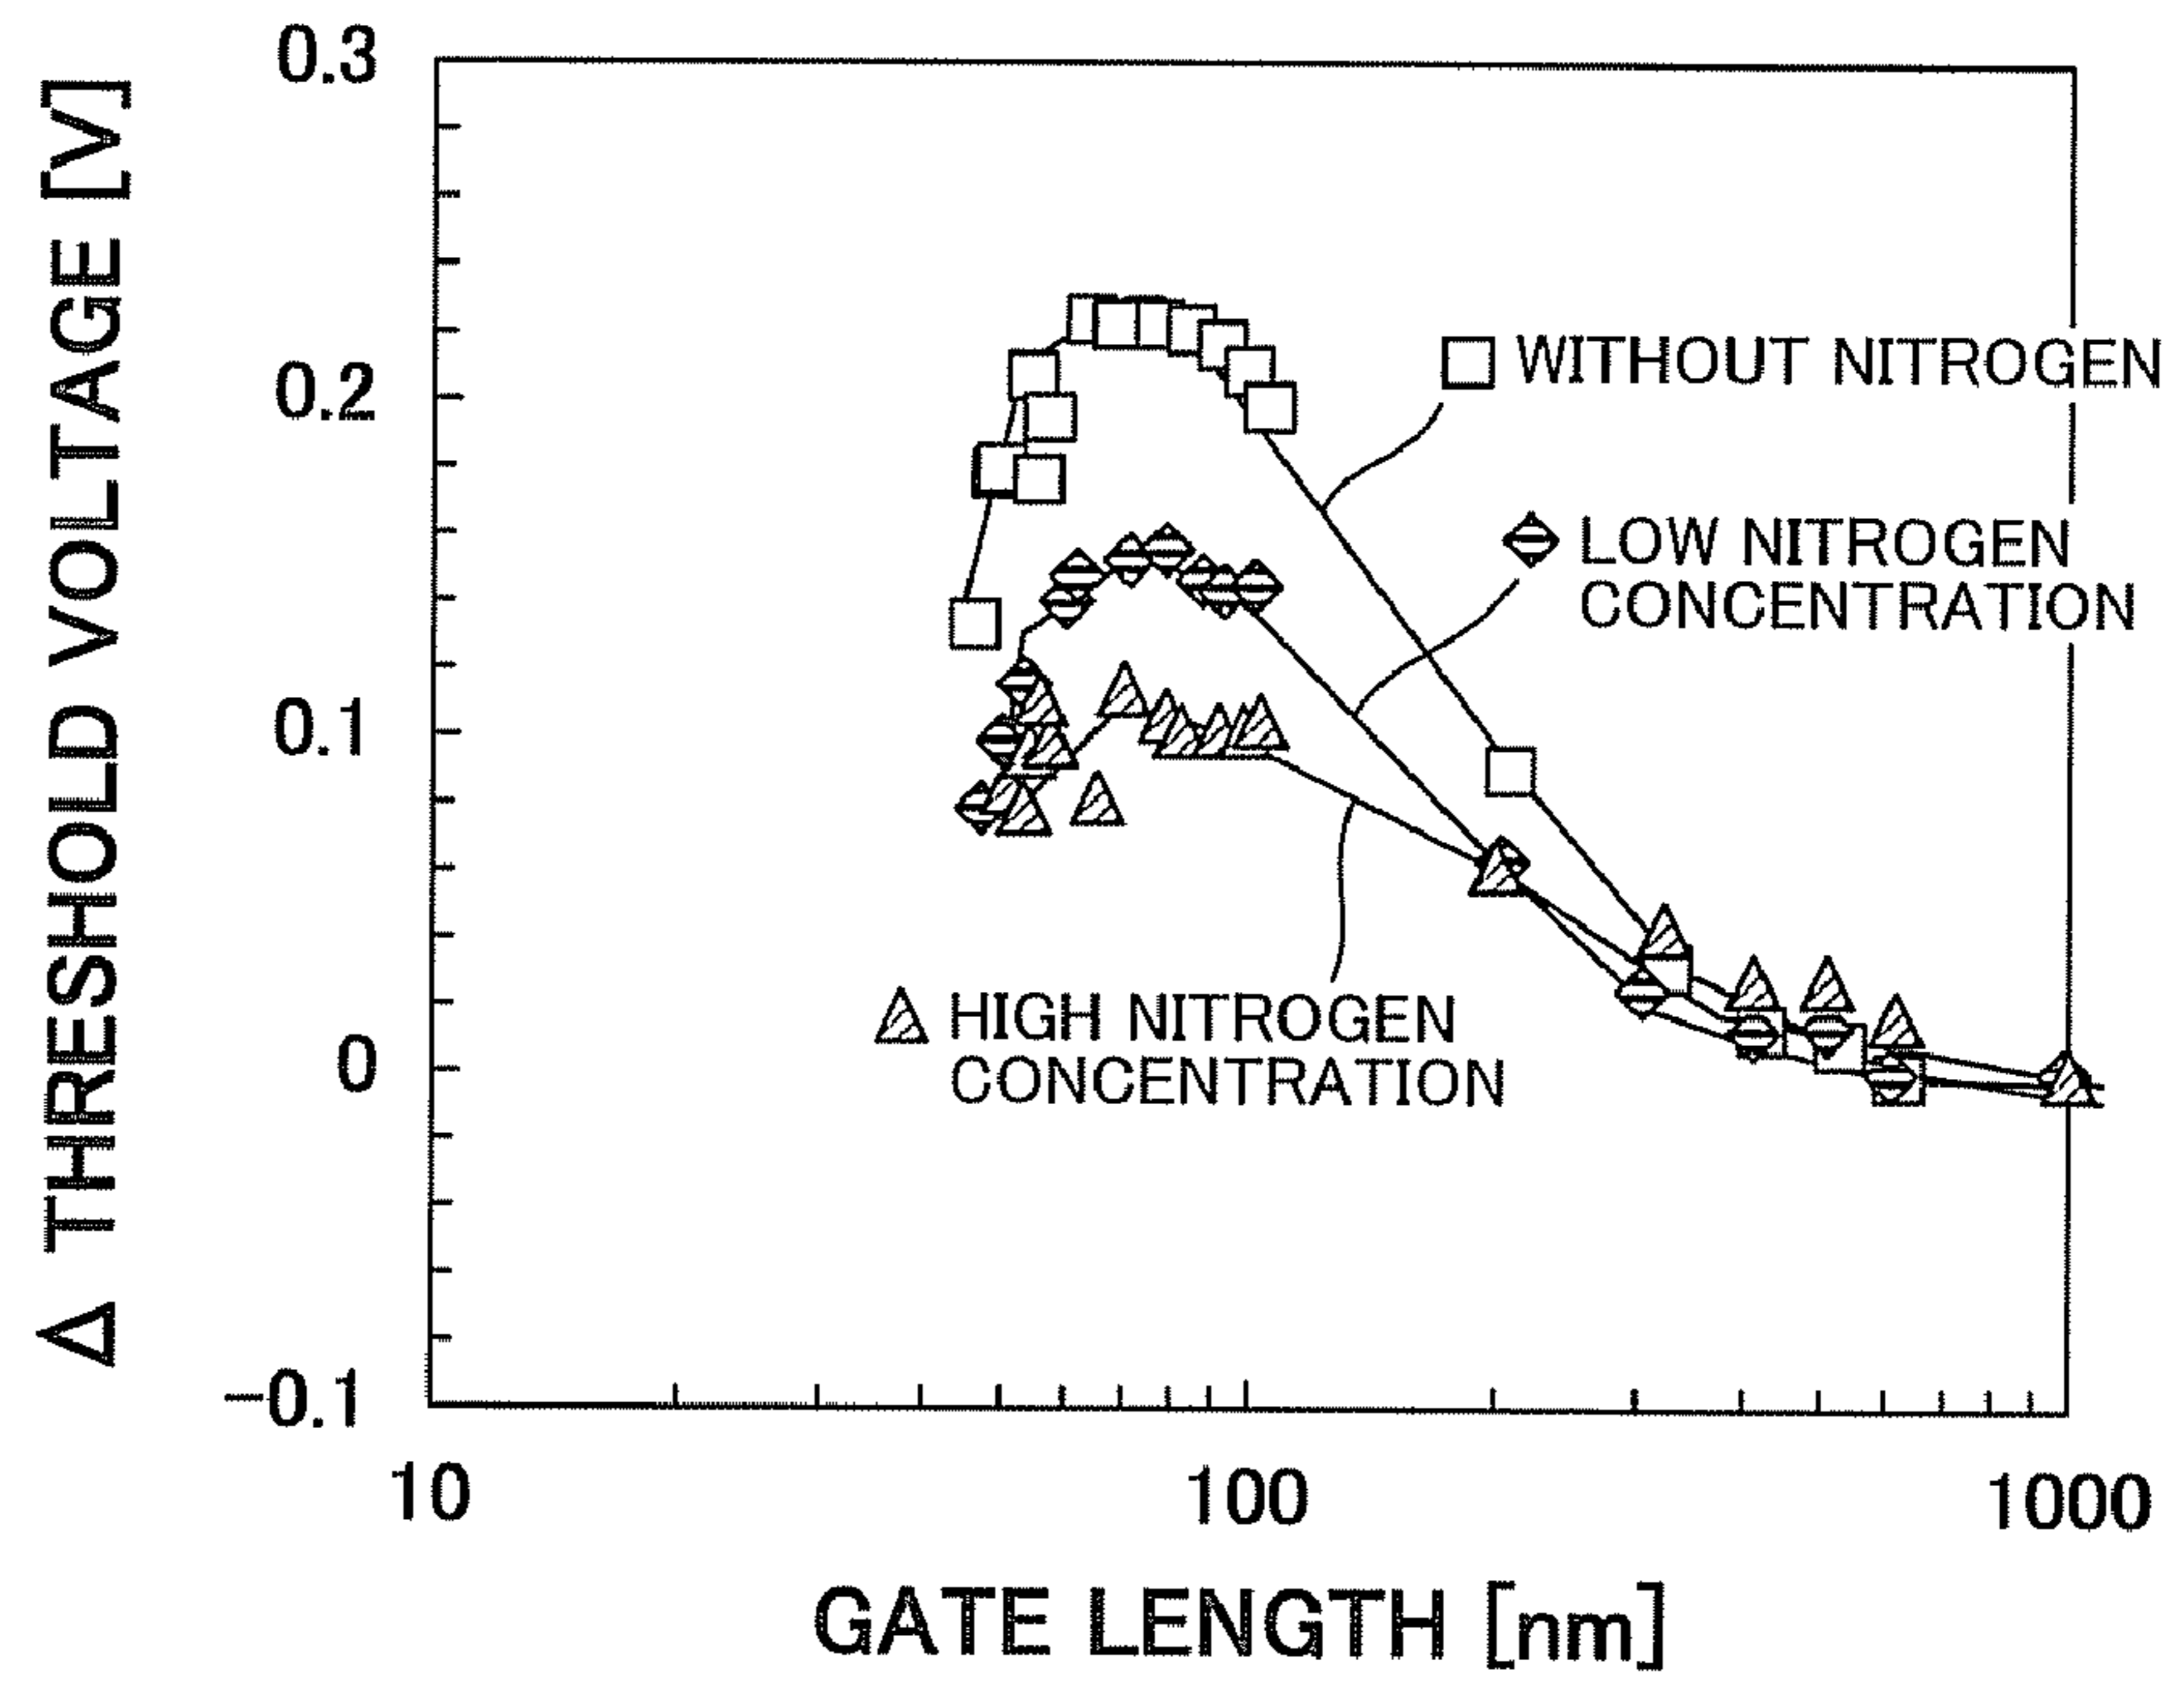 Δ THRESHOLD VOLTAGE [V]
0.3
0.2
0.1
0
−0.1
WITHOUT NITROGEN
LOW NITROGEN
CONCENTRATION
HIGH NITROGEN
CONCENTRATION
10
100
1000
GATE LENGTH [nm]